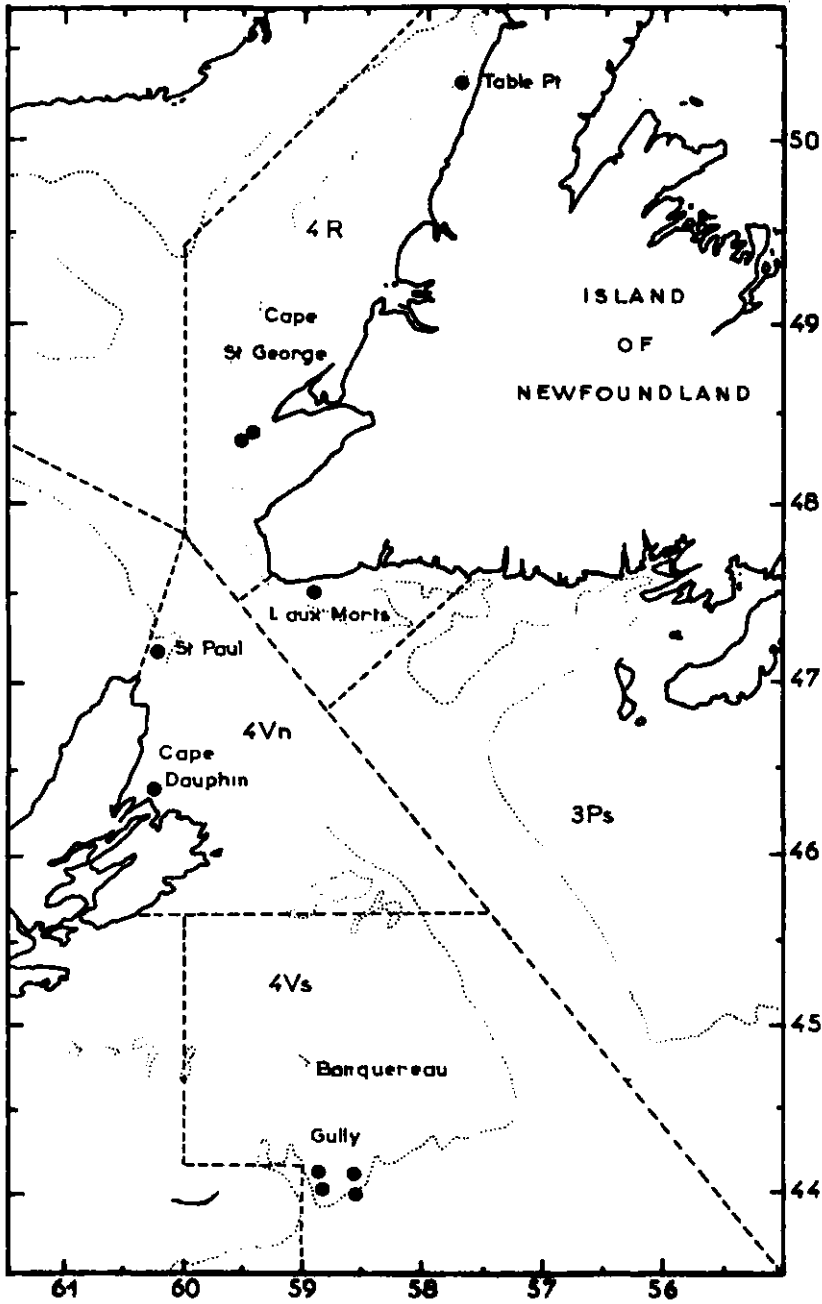 Table Pt
50
4R
ISLAND
Cape
49
St George
OF
NEWFOUNDLAND
48
I. aux Morts
St Paul
47
4Vn
Cape
Dauphin
3Ps
46
4Vs
45
Banquereau
Gully
44
61 60 59 58 57 56